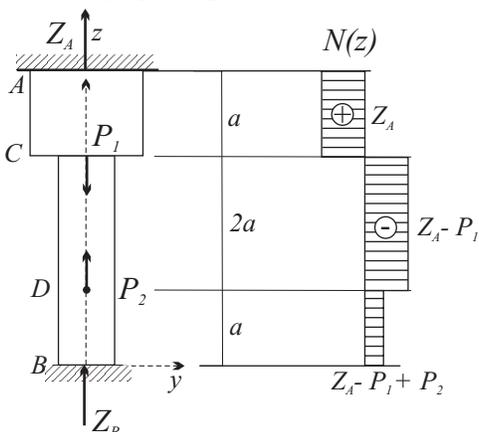 Z_A z
N(z)
A
a
+ Z_A
P_1
C
2a
- Z_A - P_1
D
P_2
a
B
y
Z_A - P_1 + P_2
Z_B